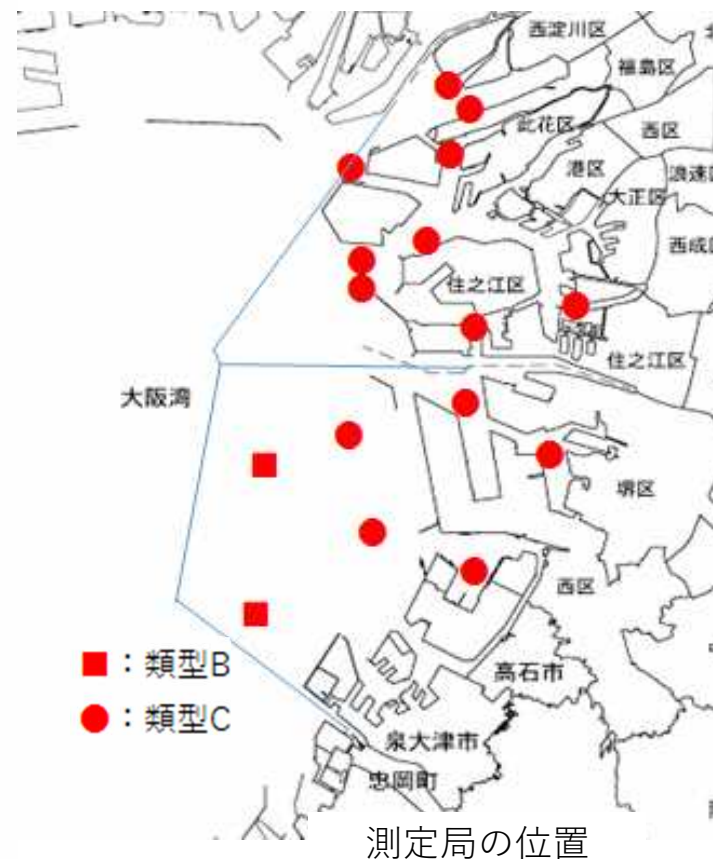 西淀川区
福島区
此花区
西区
港区
浪速区
大正区
西成区
住之江区
住之江区
大阪湾
堺区
西区
■：類型B
●：類型C
高石市
泉大津市
忠岡町
測定局の位置